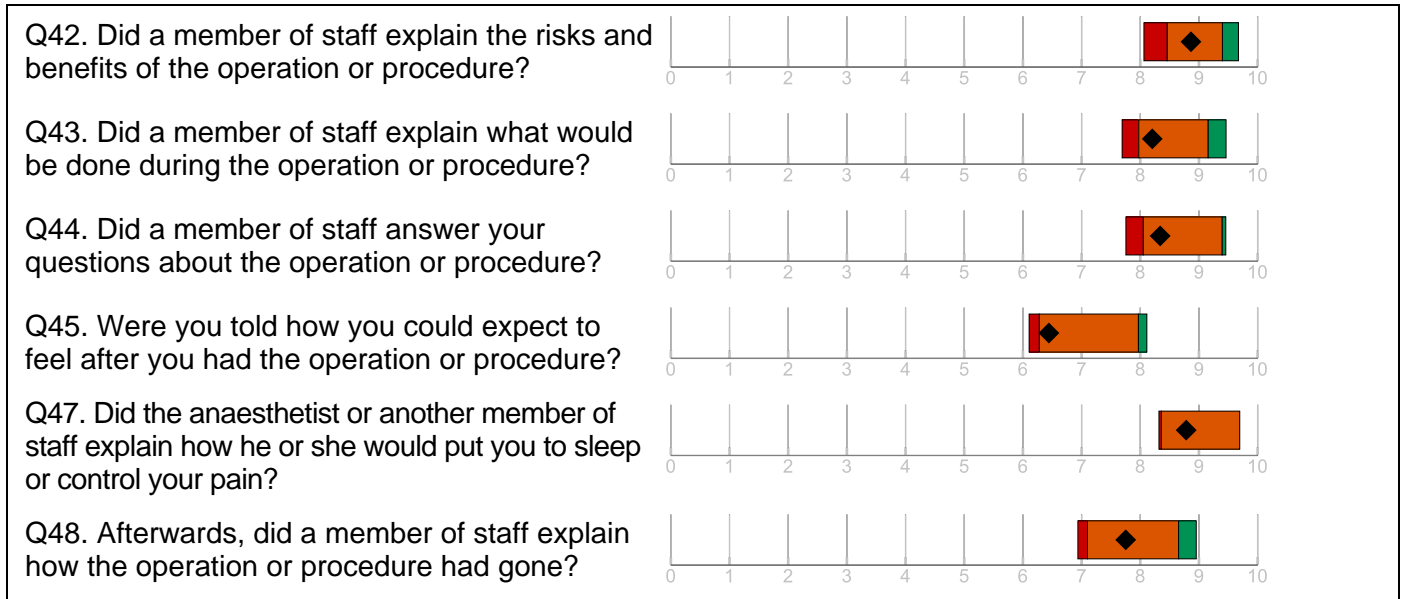 Q42. Did a member of staff explain the risks and
benefits of the operation or procedure?
0 1 2 3 4 5 6 7 8 9 10
Q43. Did a member of staff explain what would
be done during the operation or procedure?
0 1 2 3 4 5 6 7 8 9 10
Q44. Did a member of staff answer your
questions about the operation or procedure?
0 1 2 3 4 5 6 7 8 9 10
Q45. Were you told how you could expect to
feel after you had the operation or procedure?
0 1 2 3 4 5 6 7 8 9 10
Q47. Did the anaesthetist or another member of
staff explain how he or she would put you to sleep
or control your pain?
0 1 2 3 4 5 6 7 8 9 10
Q48. Afterwards, did a member of staff explain
how the operation or procedure had gone?
0 1 2 3 4 5 6 7 8 9 10